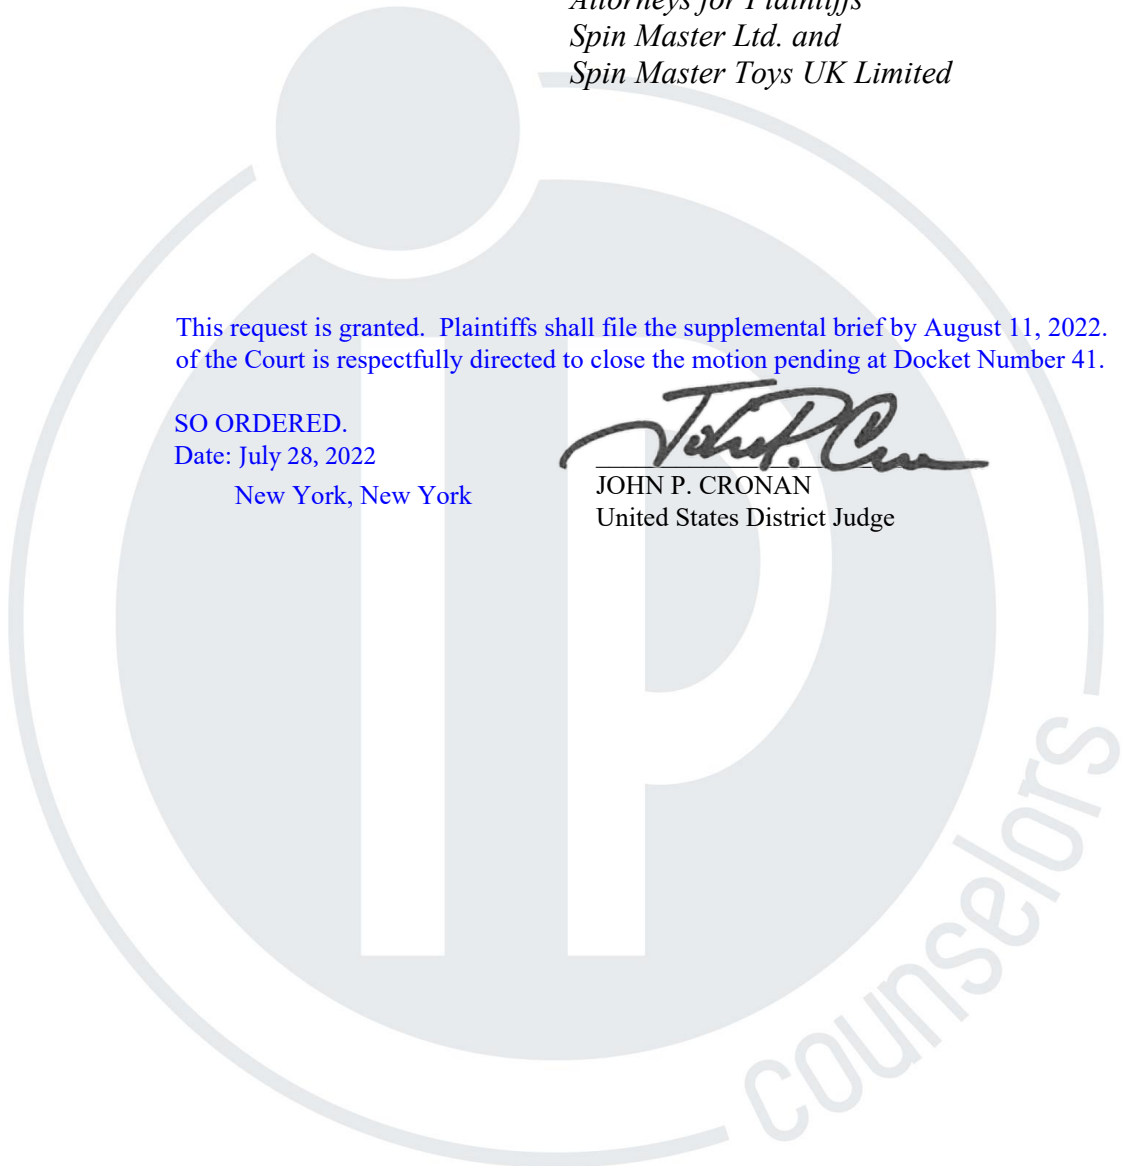 Attorneys for Plaintiffs
Spin Master Ltd. and
Spin Master Toys UK Limited
This request is granted.  Plaintiffs shall file the supplemental brief by August 11, 2022.
of the Court is respectfully directed to close the motion pending at Docket Number 41.
SO ORDERED.
Date: July 28, 2022
New York, New York
John P. Cronan
JOHN P. CRONAN
United States District Judge
IP
counselors